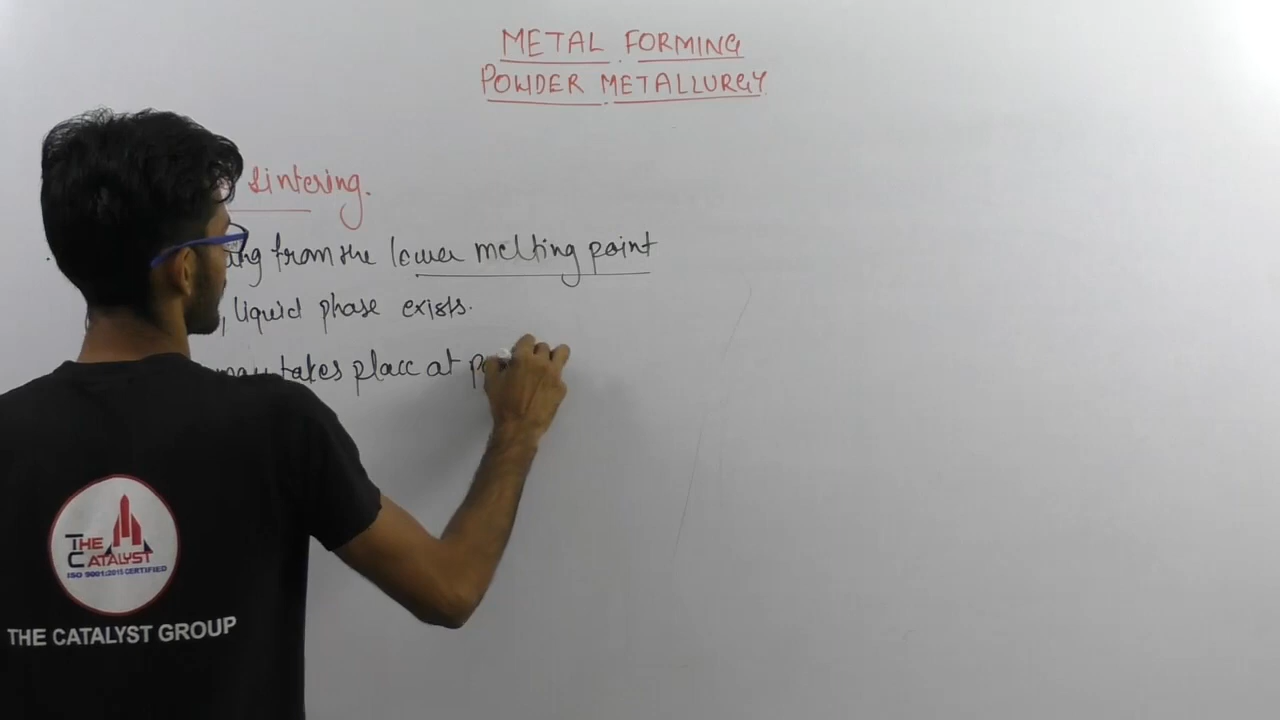 METAL FORMING
POWDER METALLURGY
sintering.
from the lower melting point
liquid phase exists.
may takes place at
THE
CATALYST
ISO 9001:2015 CERTIFIED
THE CATALYST GROUP